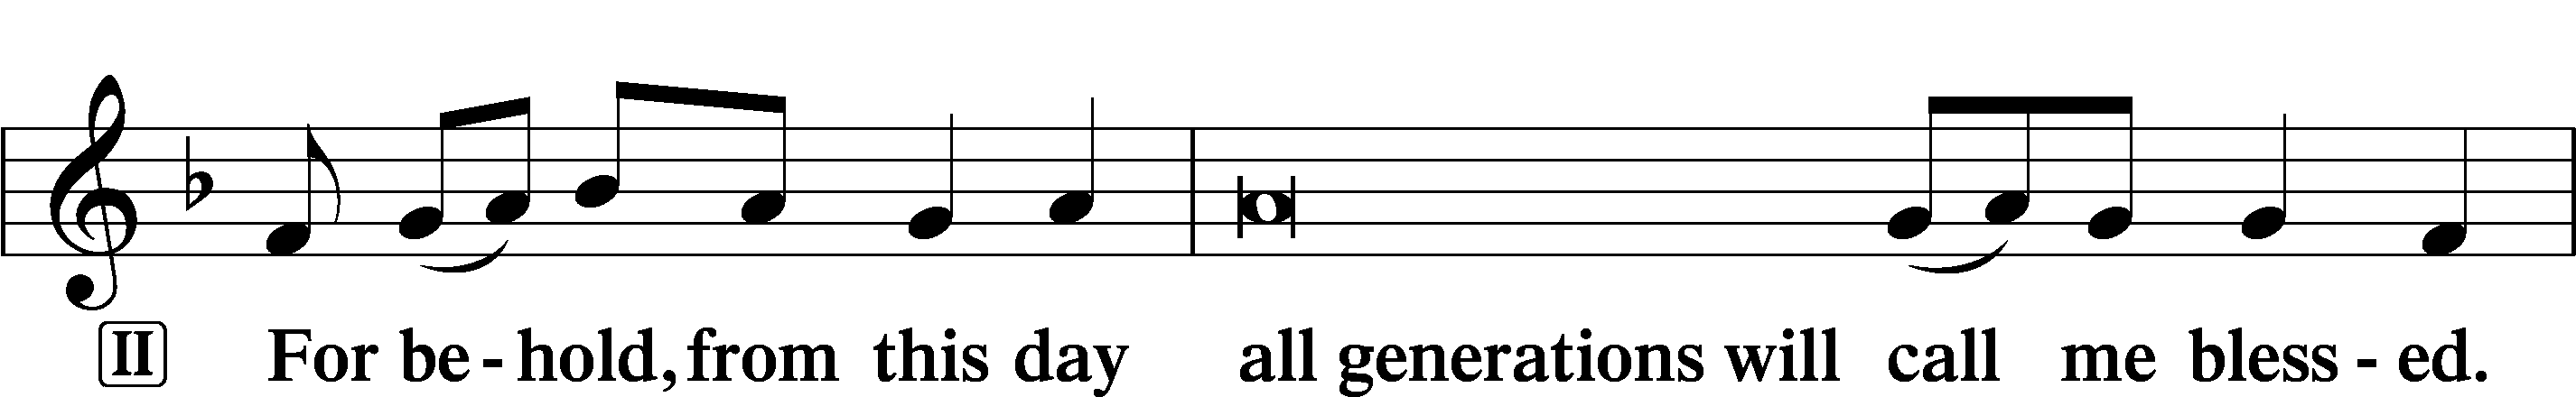 II For be-hold, from this day all generations will call me bless-ed.